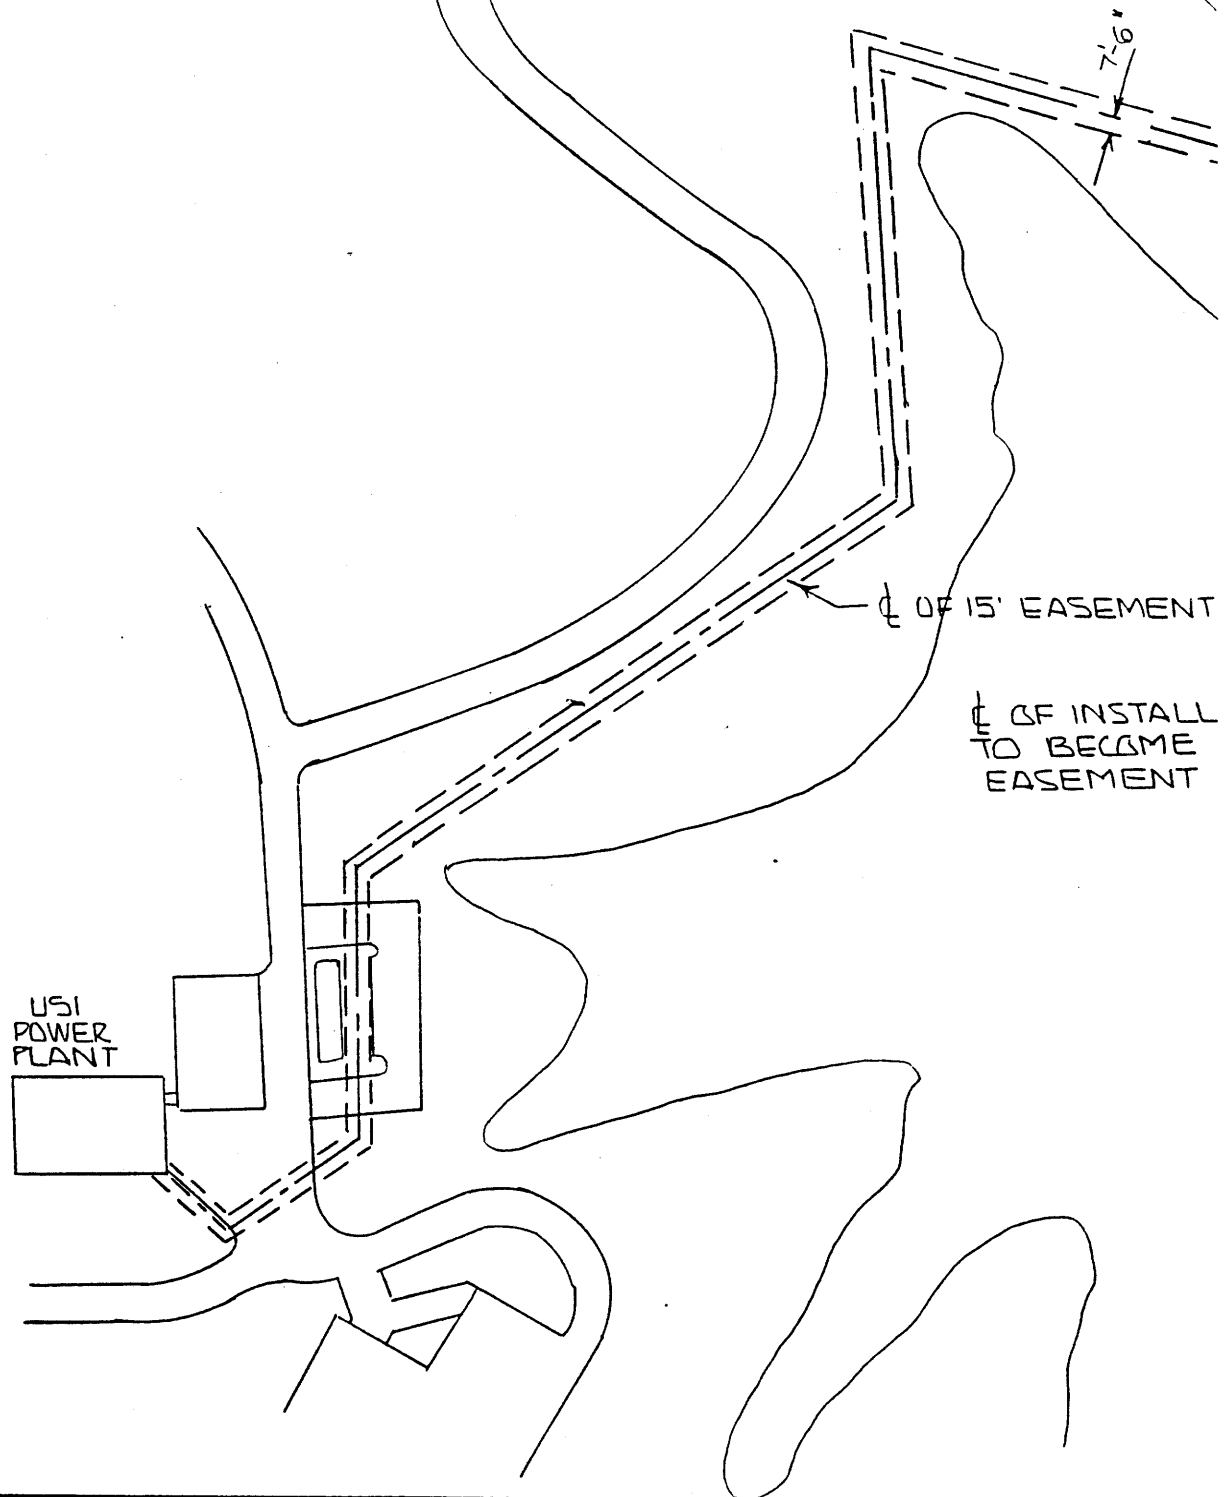 7'-6"
℄ OF 15' EASEMENT
℄ OF INSTALL
TO BECOME
EASEMENT
USI
POWER
PLANT